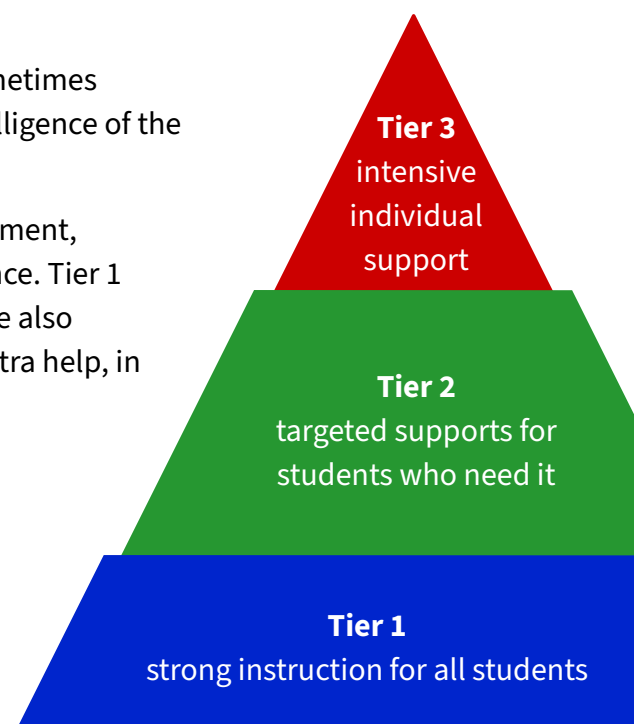 netimes
lligence of the
ment,
ce. Tier 1
e also
tra help, in
Tier 3
intensive
individual
support
Tier 2
targeted supports for
students who need it
Tier 1
strong instruction for all students